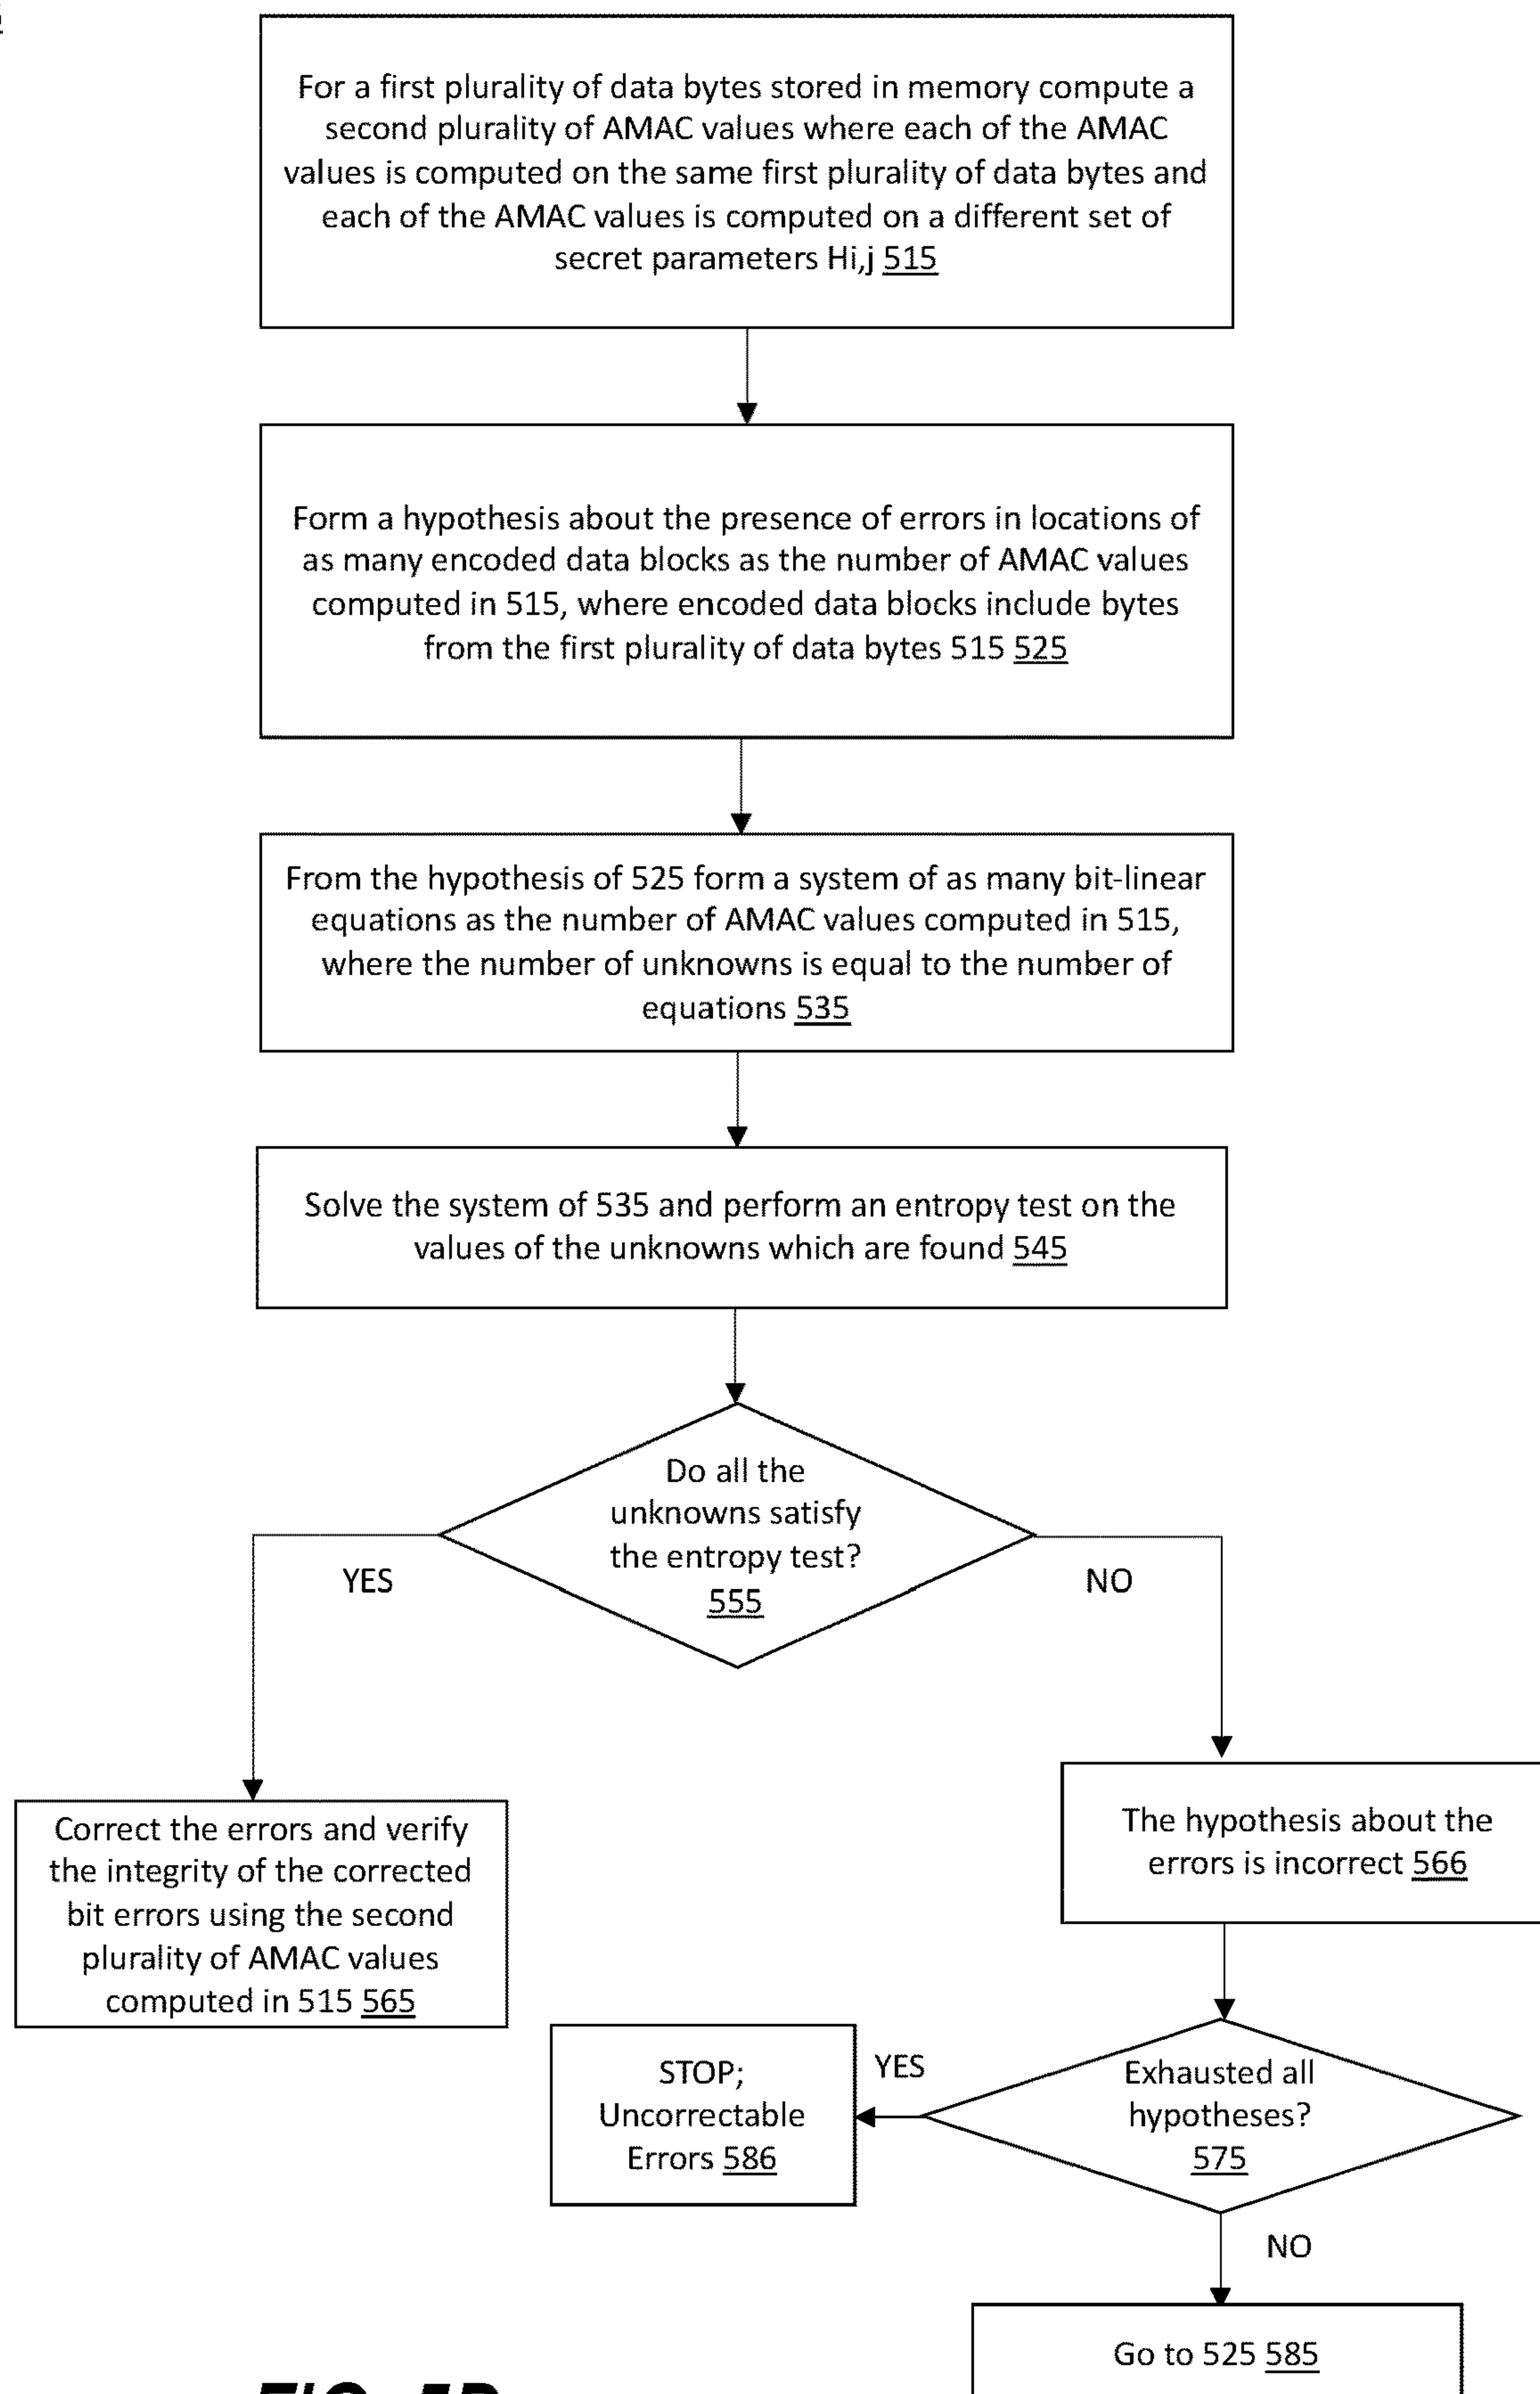 For a first plurality of data bytes stored in memory compute a
second plurality of AMAC values where each of the AMAC
values is computed on the same first plurality of data bytes and
each of the AMAC values is computed on a different set of
secret parameters Hi,j 515
Form a hypothesis about the presence of errors in locations of
as many encoded data blocks as the number of AMAC values
computed in 515, where encoded data blocks include bytes
from the first plurality of data bytes 515 525
From the hypothesis of 525 form a system of as many bit-linear
equations as the number of AMAC values computed in 515,
where the number of unknowns is equal to the number of
equations 535
Solve the system of 535 and perform an entropy test on the
values of the unknowns which are found 545
Do all the
unknowns satisfy
the entropy test?
555
YES
NO
Correct the errors and verify
the integrity of the corrected
bit errors using the second
plurality of AMAC values
computed in 515 565
The hypothesis about the
errors is incorrect 566
Exhausted all
hypotheses?
575
YES
STOP;
Uncorrectable
Errors 586
NO
Go to 525 585